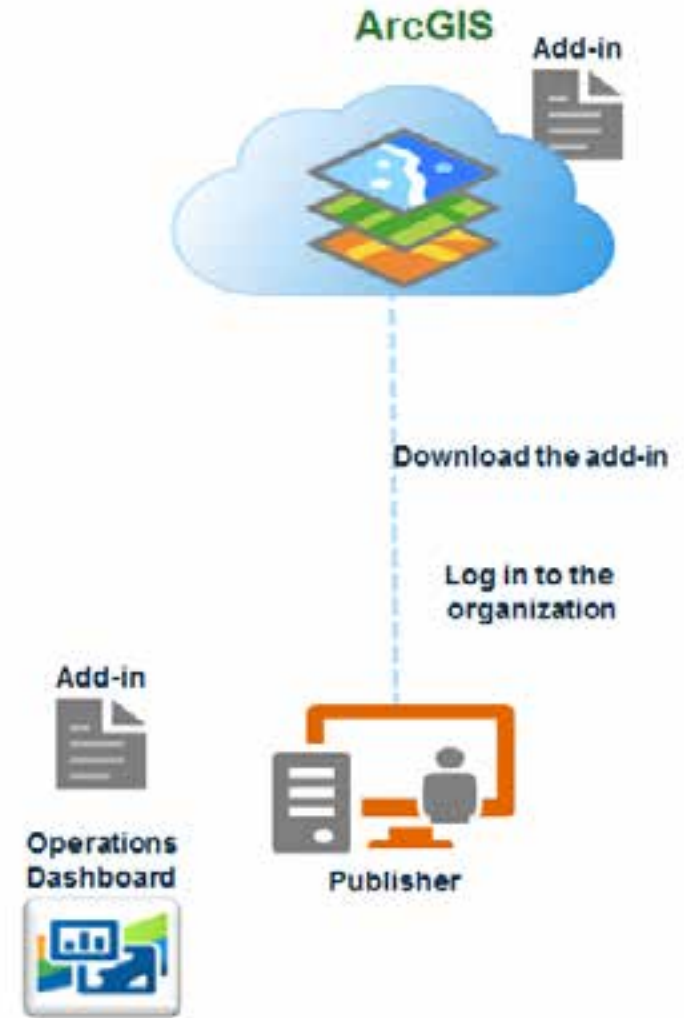 ArcGIS
Add-in
Download the add-in
Log in to the
organization
Add-in
Operations
Dashboard
Publisher